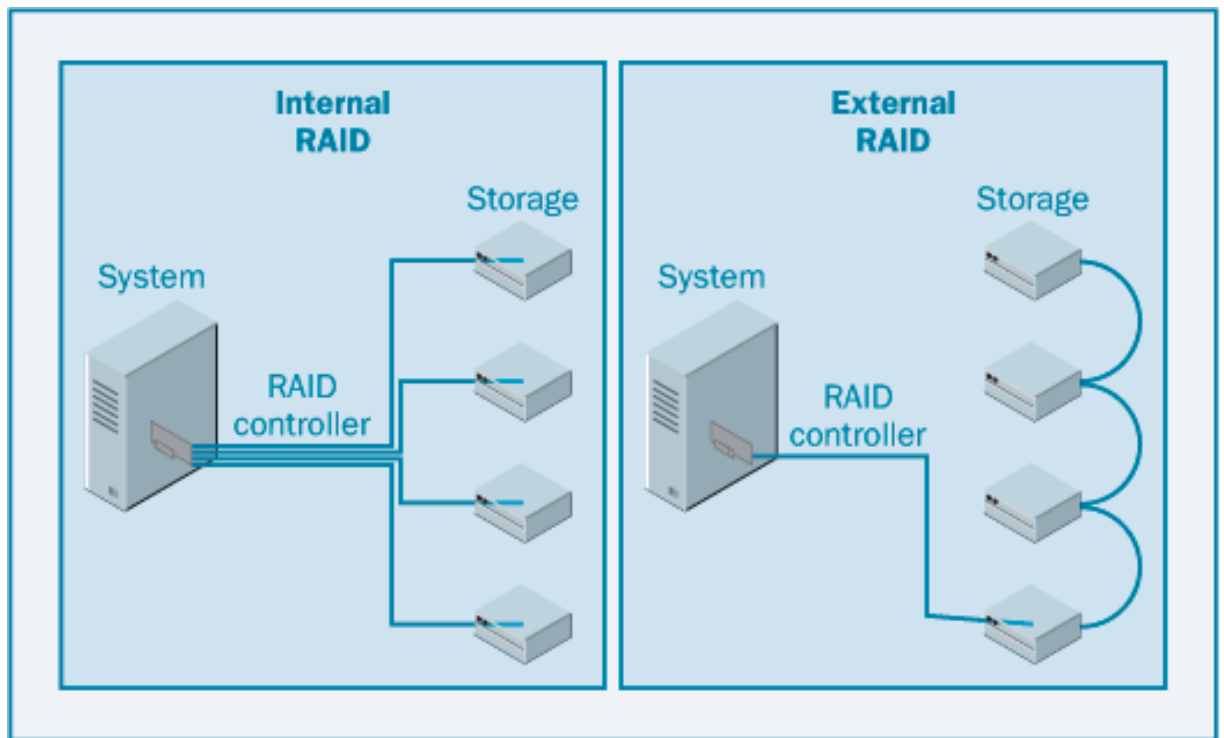 Internal
RAID
Storage
System
RAID
controller
External
RAID
Storage
System
RAID
controller